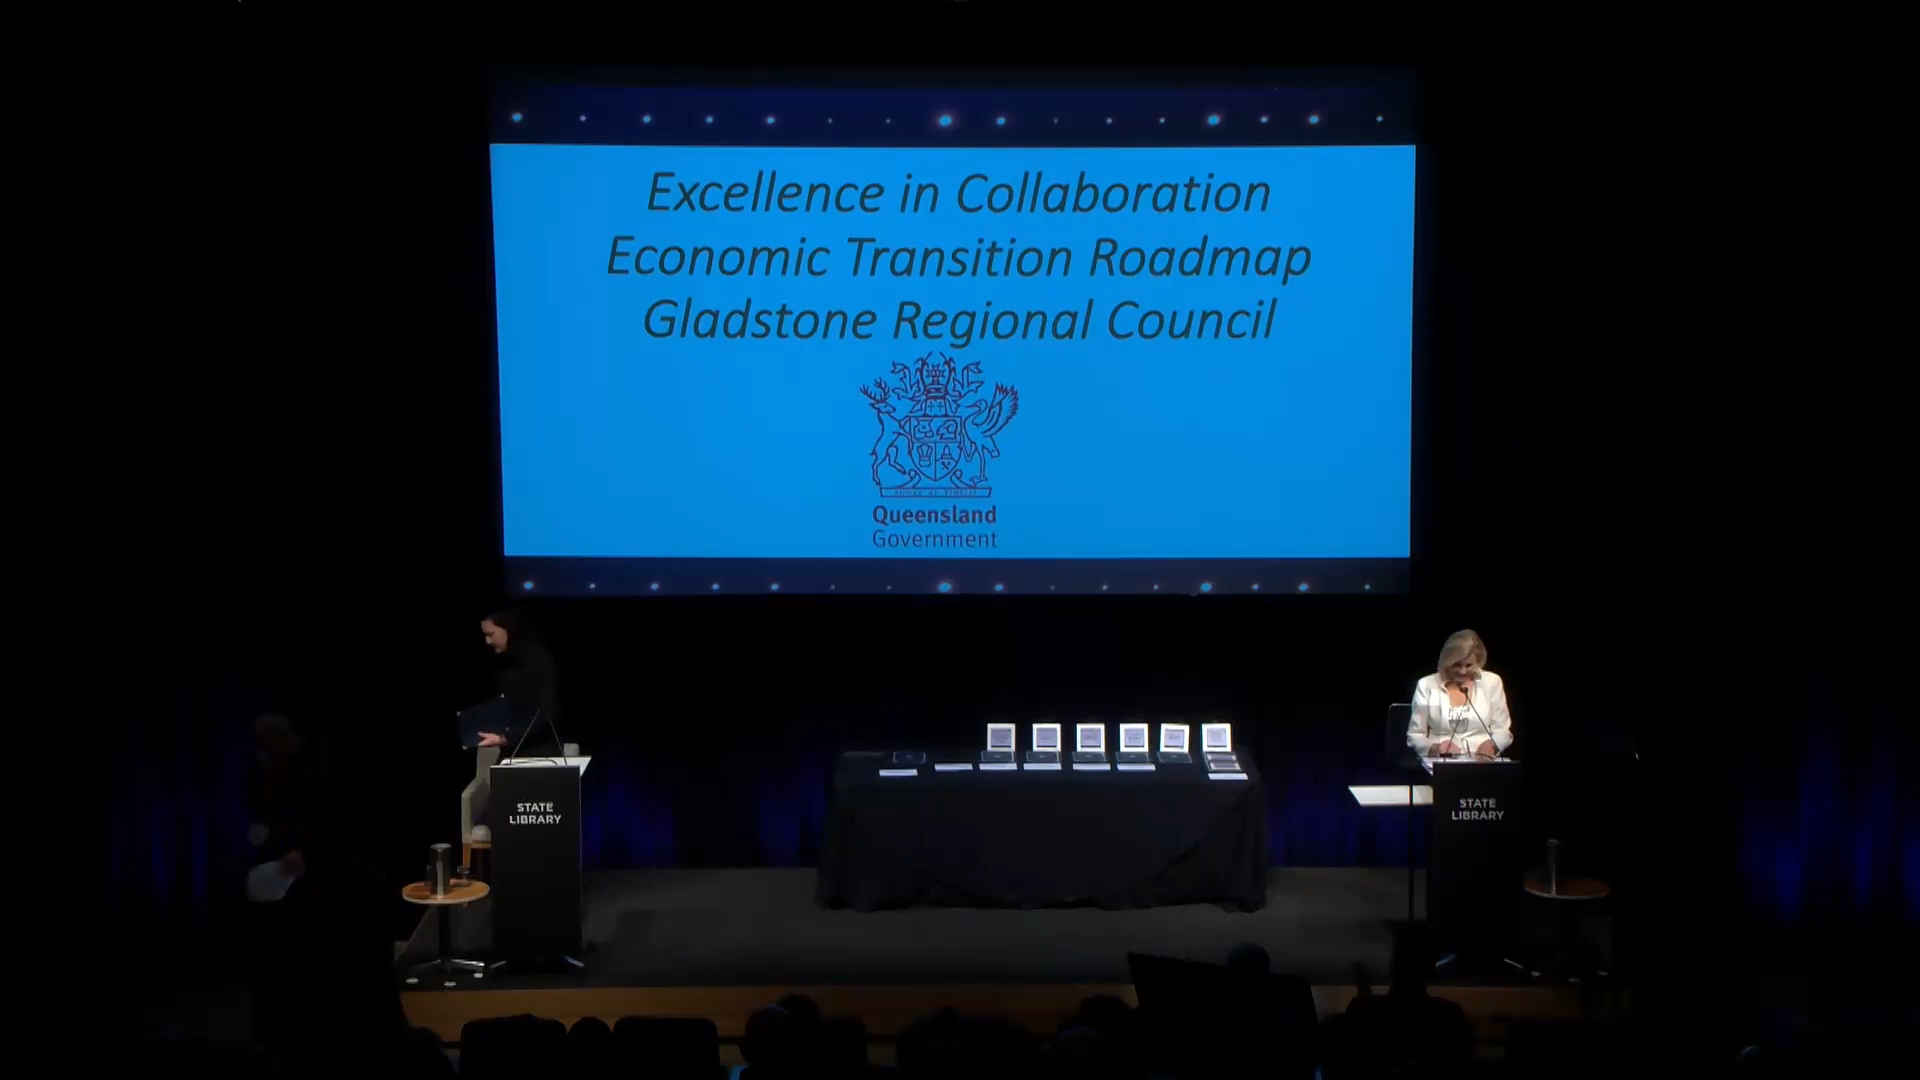 Excellence in Collaboration
Economic Transition Roadmap
Gladstone Regional Council
Queensland
Government
STATE
LIBRARY
STATE
LIBRARY